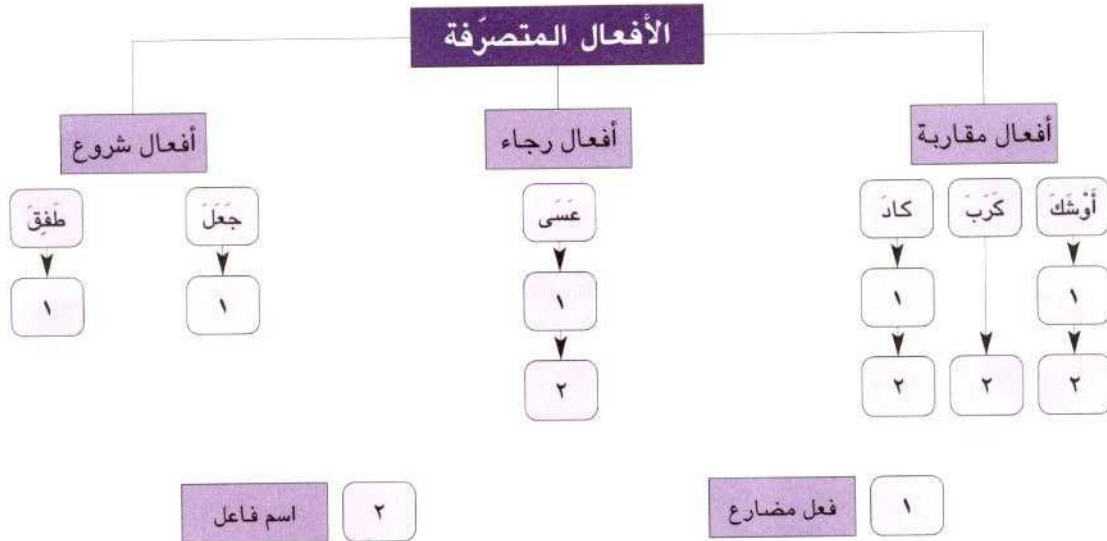 الأفعال المتصرّفة
أفعال مقاربة
أفعال رجاء
أفعال شروع
أَوْشَكَ
كَرَبَ
كادَ
عَسَى
جَعَلَ
طَفِقَ
١
١
١
١
١
٢
٢
٢
٢
١
فعل مضارع
٢
اسم فاعل